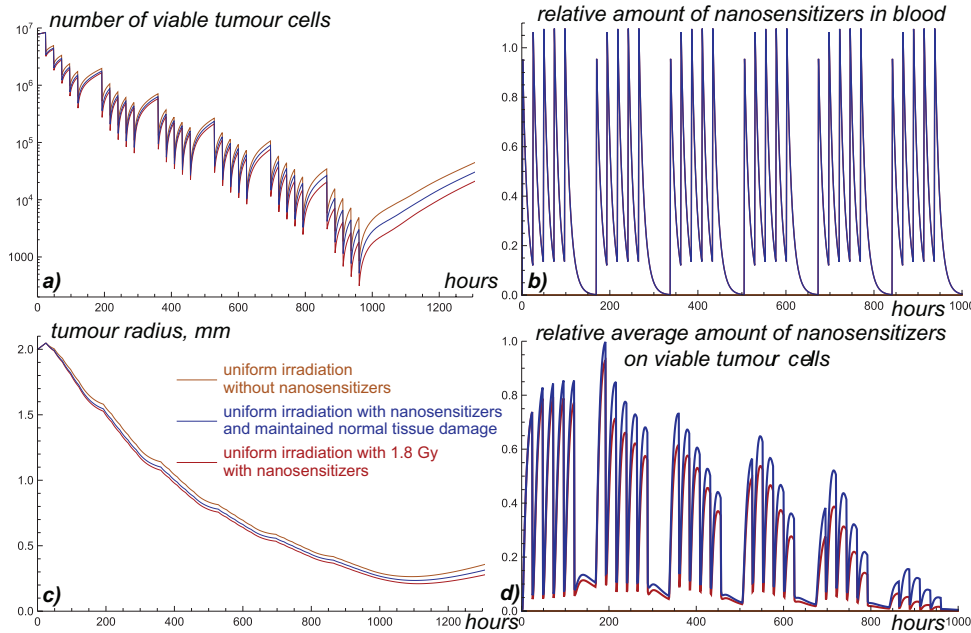 number of viable tumour cells
10^7
10^6
10^5
10^4
1000
a)
hours
0
200
400
600
800
1000
1200
relative amount of nanosensitizers in blood
1.0
0.8
0.6
0.4
0.2
0.0
b)
hours
0
200
400
600
800
1000
tumour radius, mm
2.0
1.5
1.0
0.5
0.0
uniform irradiation
without nanosensitizers
uniform irradiation with nanosensitizers
and maintained normal tissue damage
uniform irradiation with 1.8 Gy
with nanosensitizers
c)
hours
0
200
400
600
800
1000
1200
relative average amount of nanosensitizers
on viable tumour cells
1.0
0.8
0.6
0.4
0.2
0.0
d)
hours
0
200
400
600
800
1000